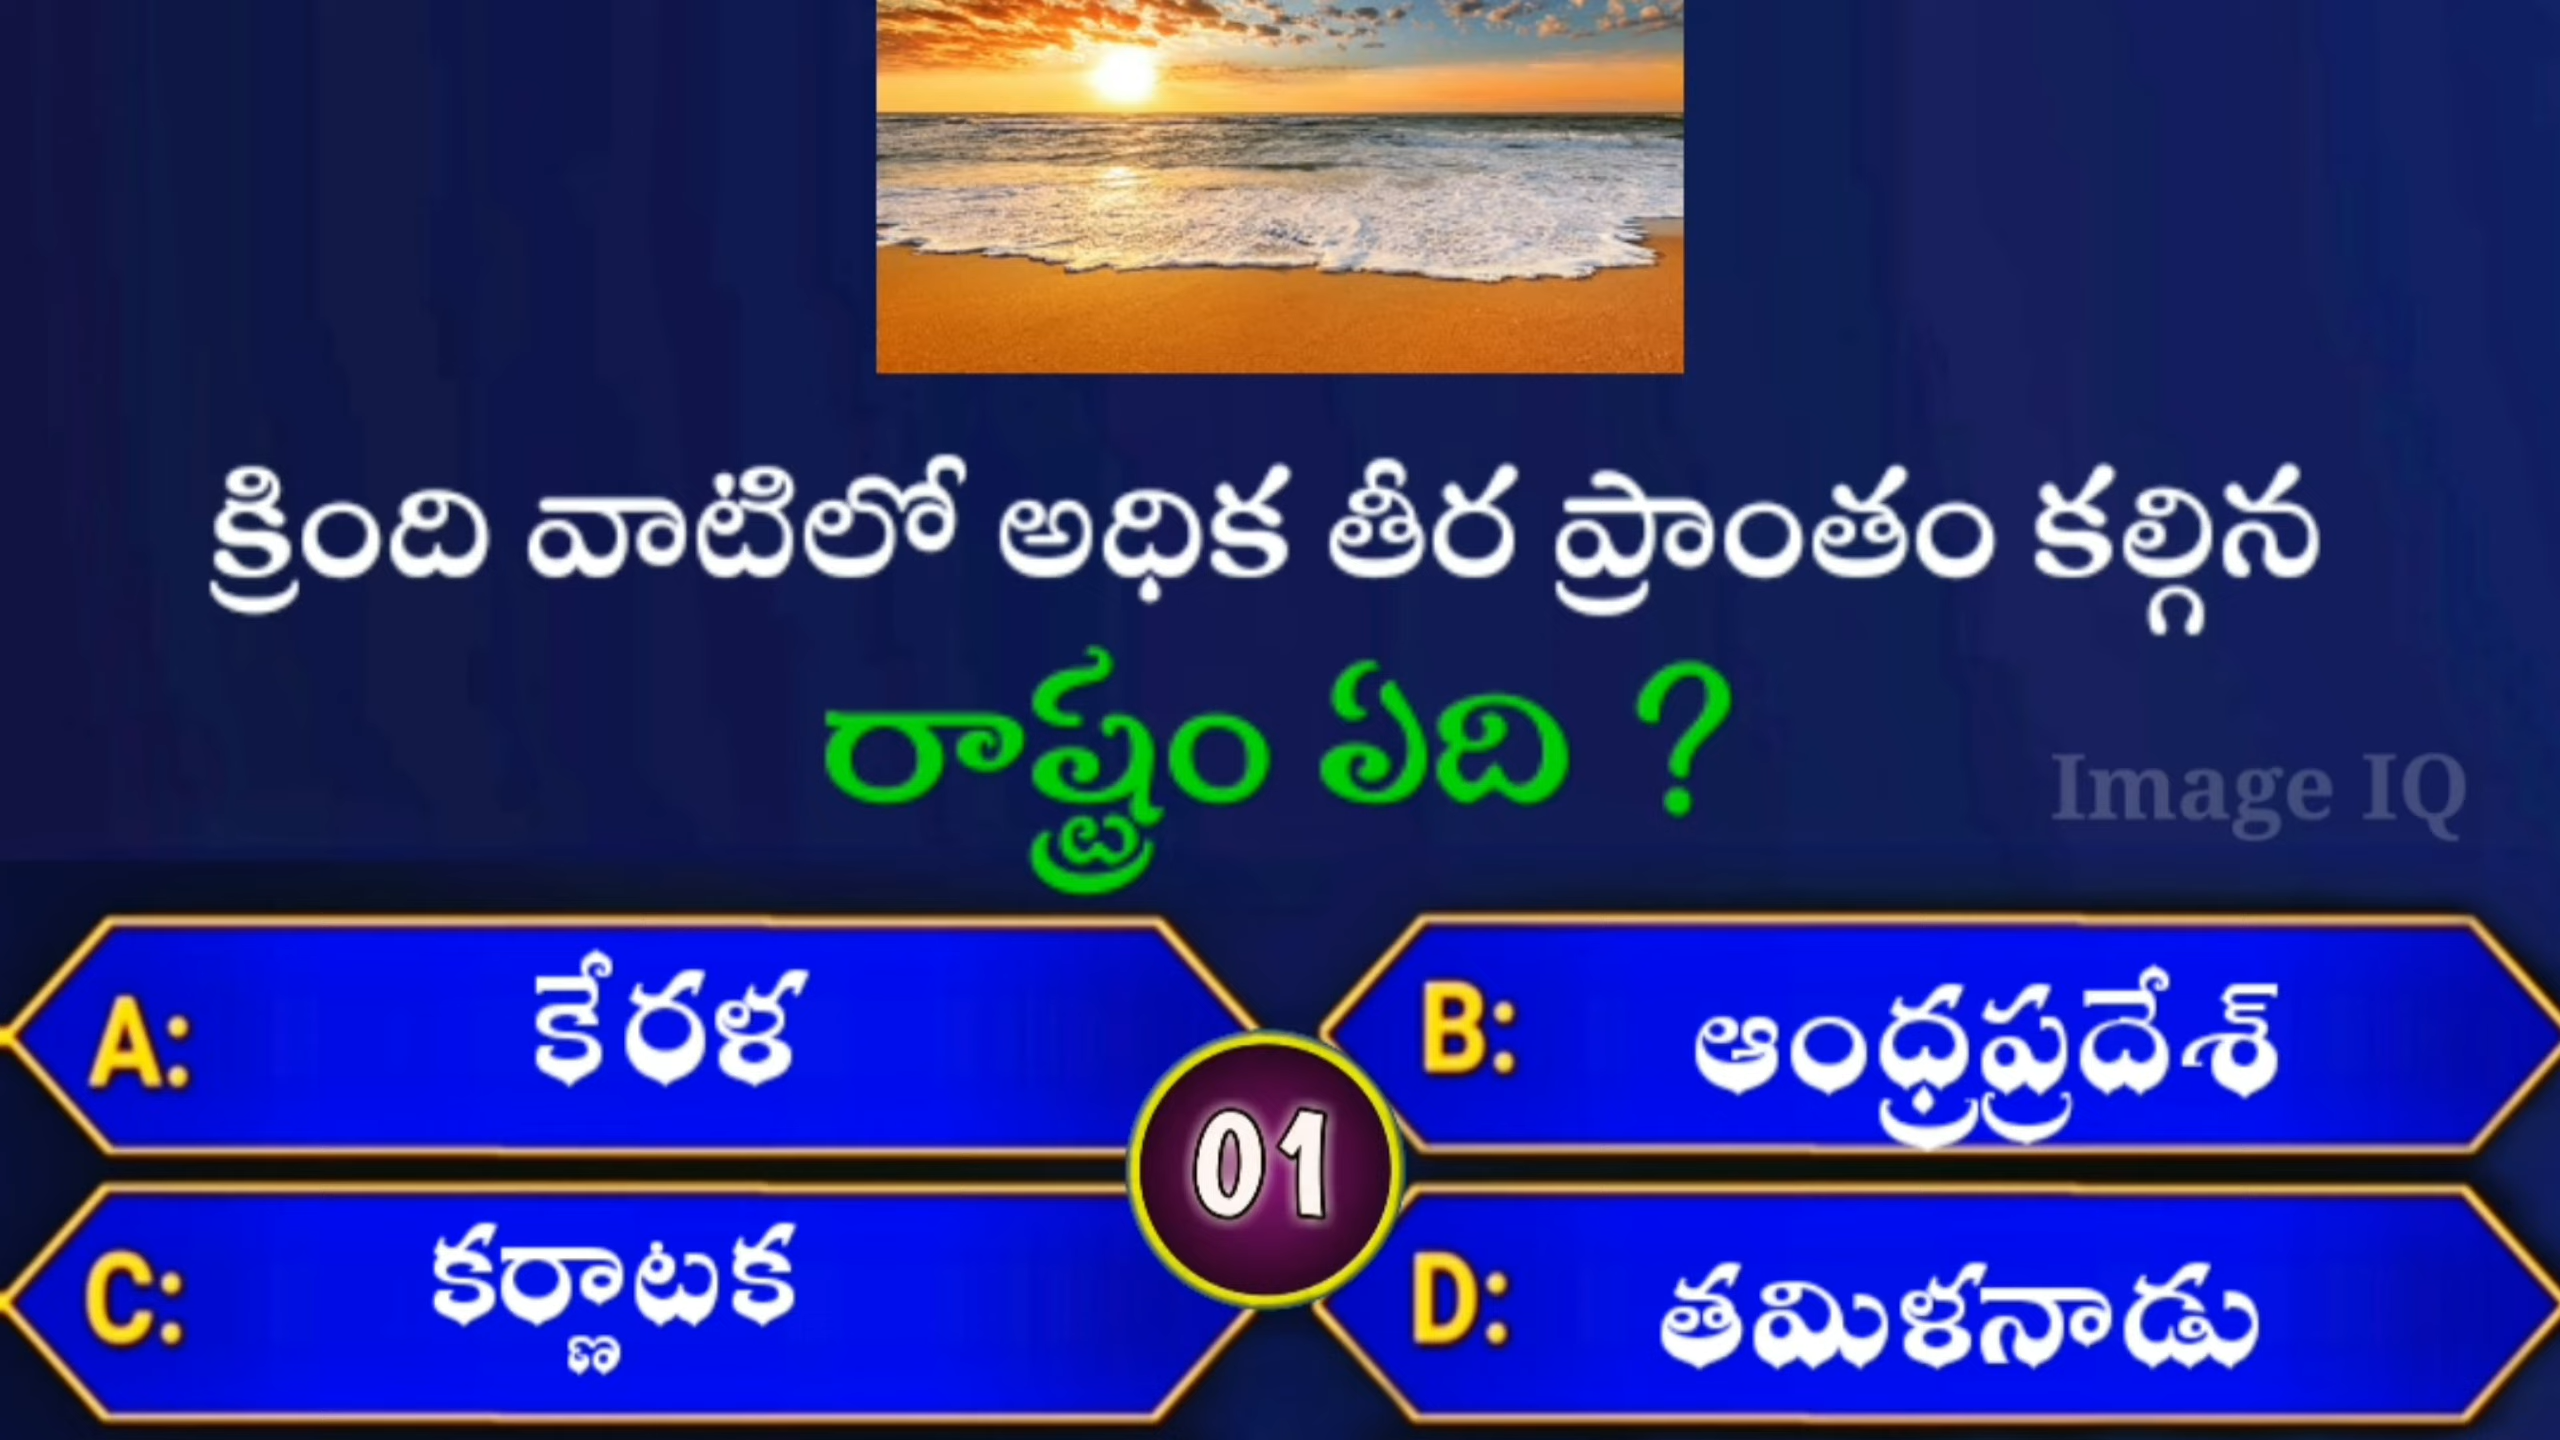 క్రింది వాటిలో అధిక తీర ప్రాంతం కల్గిన
రాష్ట్రం ఏది ?
Image IQ
A: కేరళ
B: ఆంధ్రప్రదేశ్
01
C: కర్ణాటక
D: తమిళనాడు